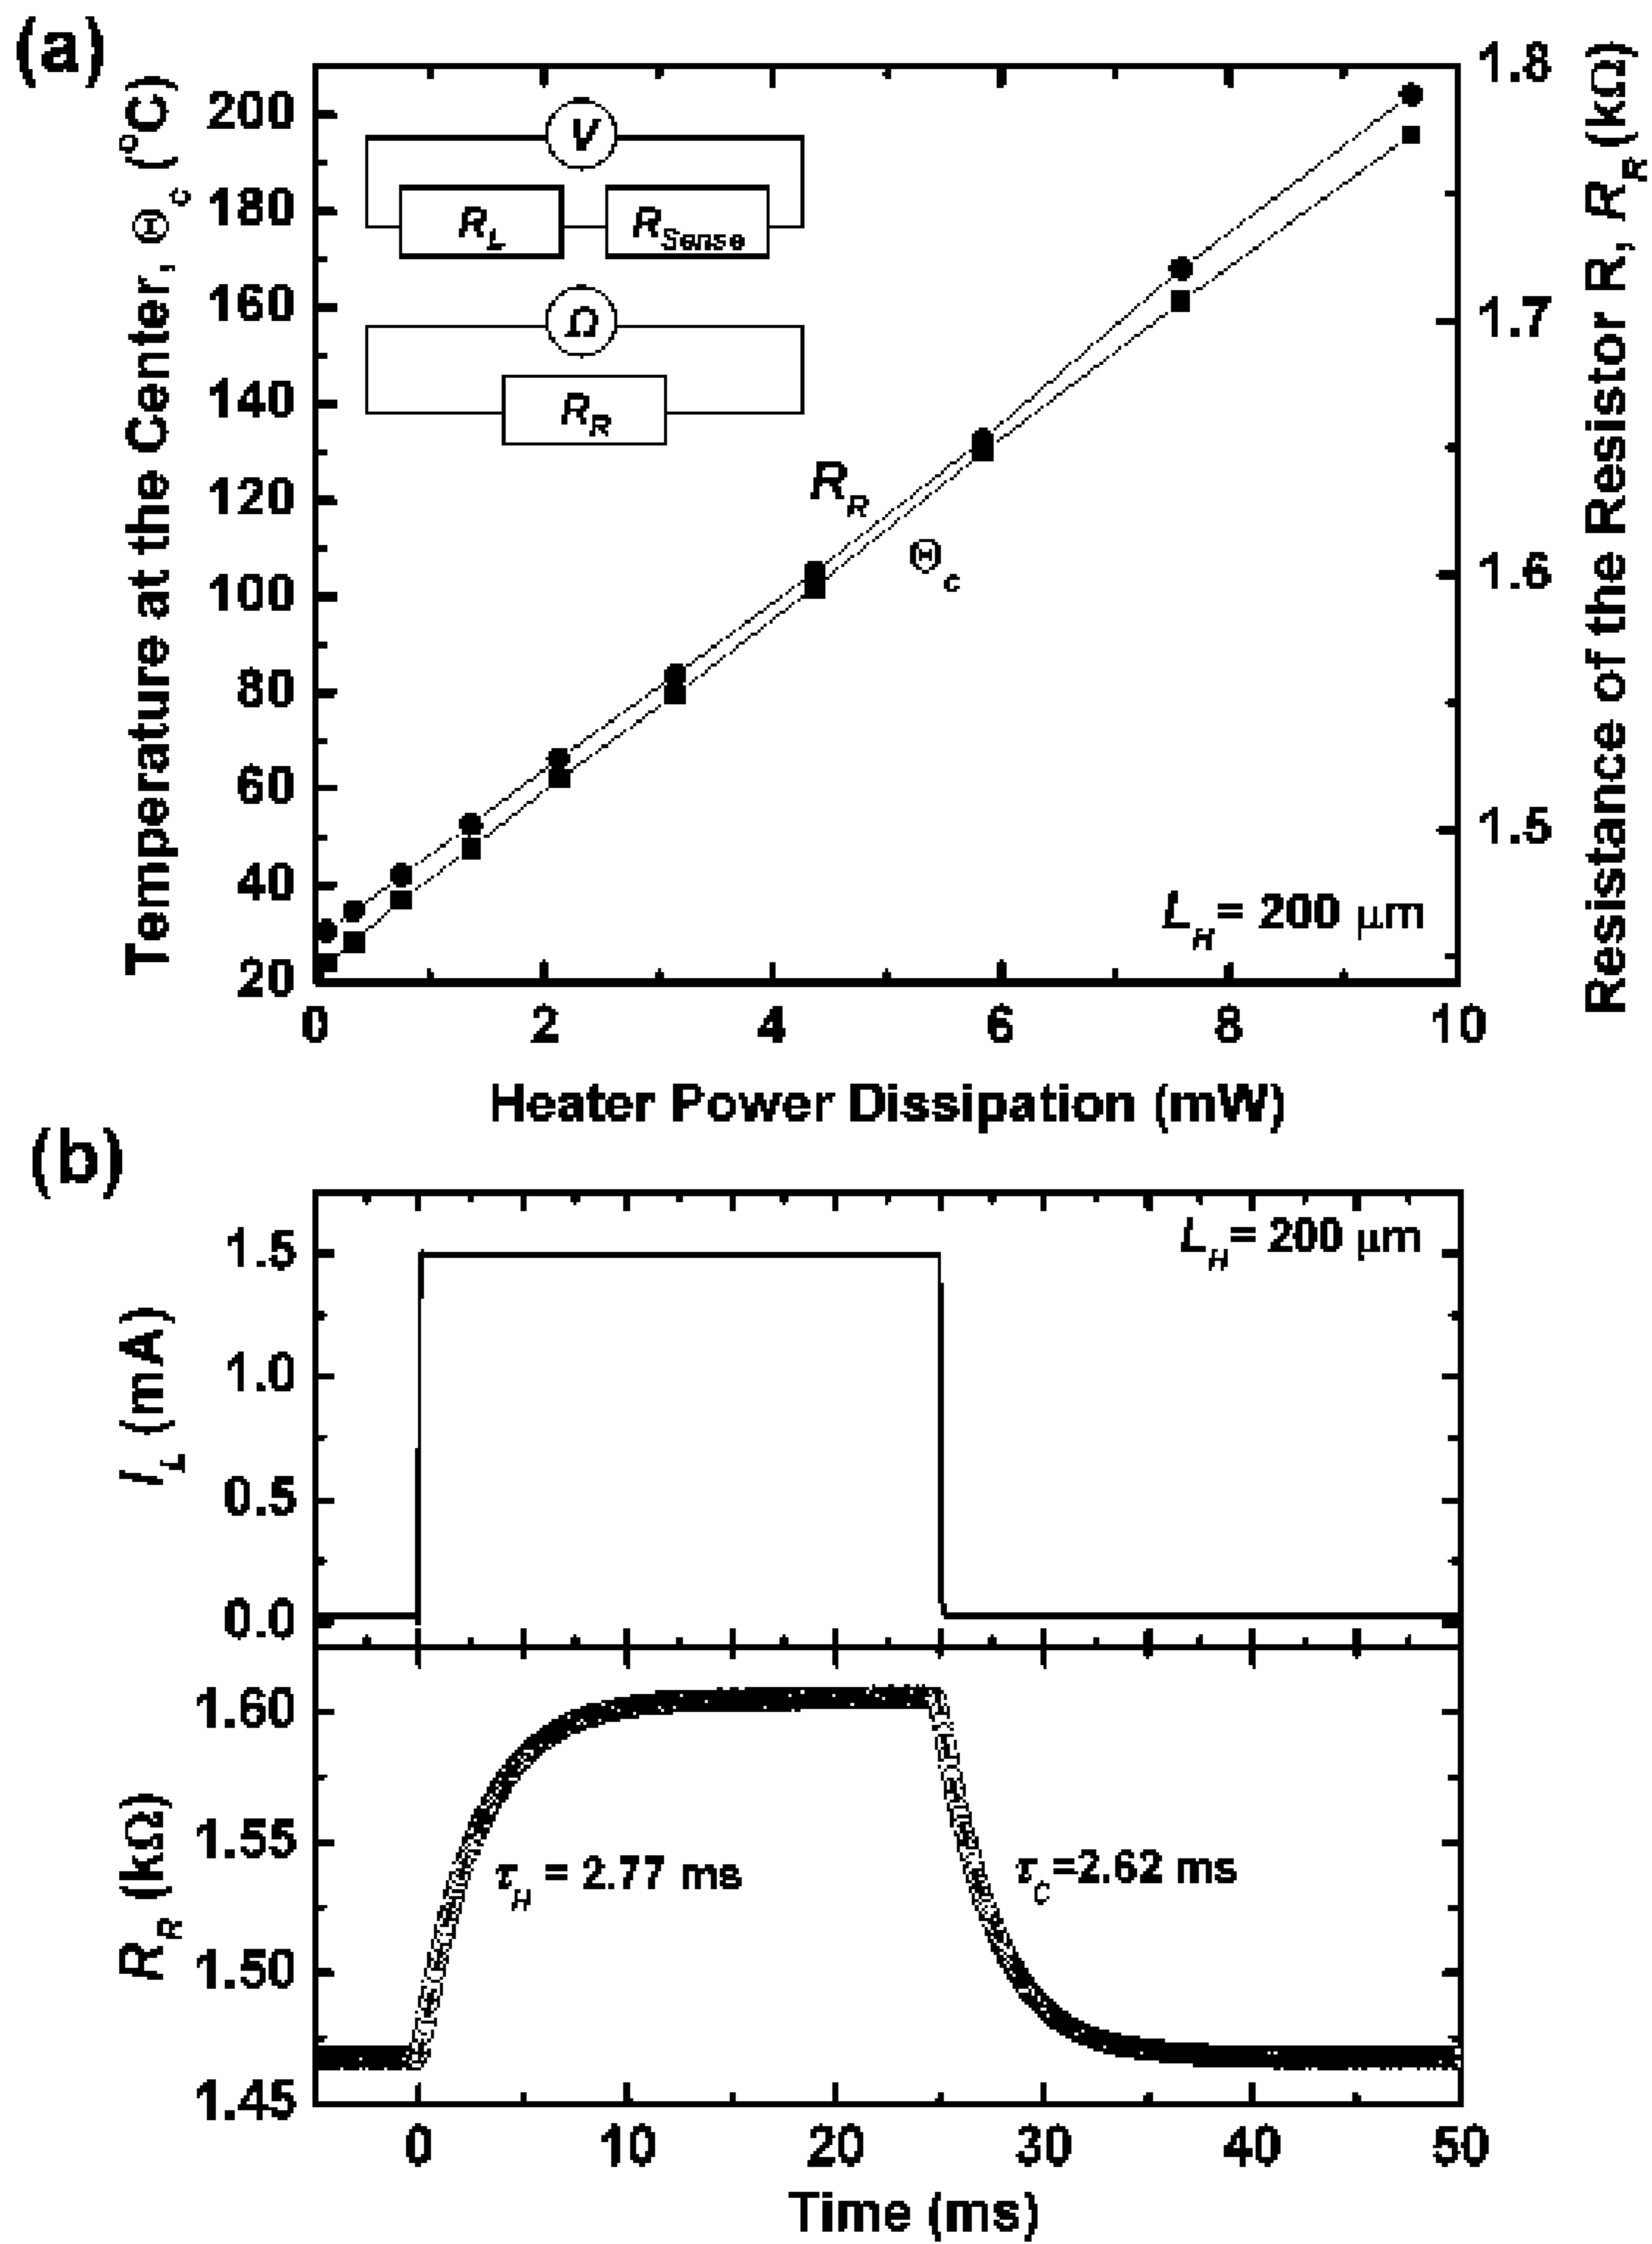 (a)
Temperature at the Center, Θc (°C)
200
180
160
140
120
100
80
60
40
20
V
RL
RSense
Ω
RR
RR
Θc
LH = 200 μm
1.8
1.7
1.6
1.5
Resistance of the Resistor R, RR (kΩ)
0 2 4 6 8 10
Heater Power Dissipation (mW)
(b)
LH = 200 μm
IL (mA)
1.5
1.0
0.5
0.0
RR (kΩ)
1.60
1.55
1.50
1.45
τH = 2.77 ms
τC=2.62 ms
0 10 20 30 40 50
Time (ms)